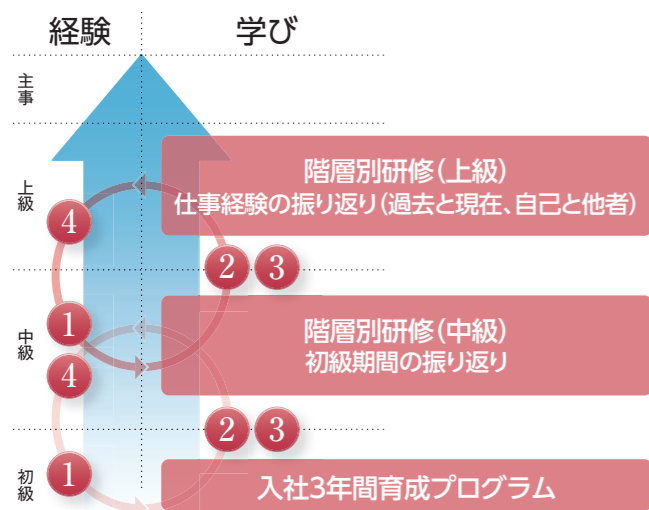 経験
学び
主事
階層別研修(上級)
仕事経験の振り返り(過去と現在、自己と他者)
上級
4
2
3
1
階層別研修(中級)
初級期間の振り返り
中級
4
2
3
1
入社3年間育成プログラム
初級